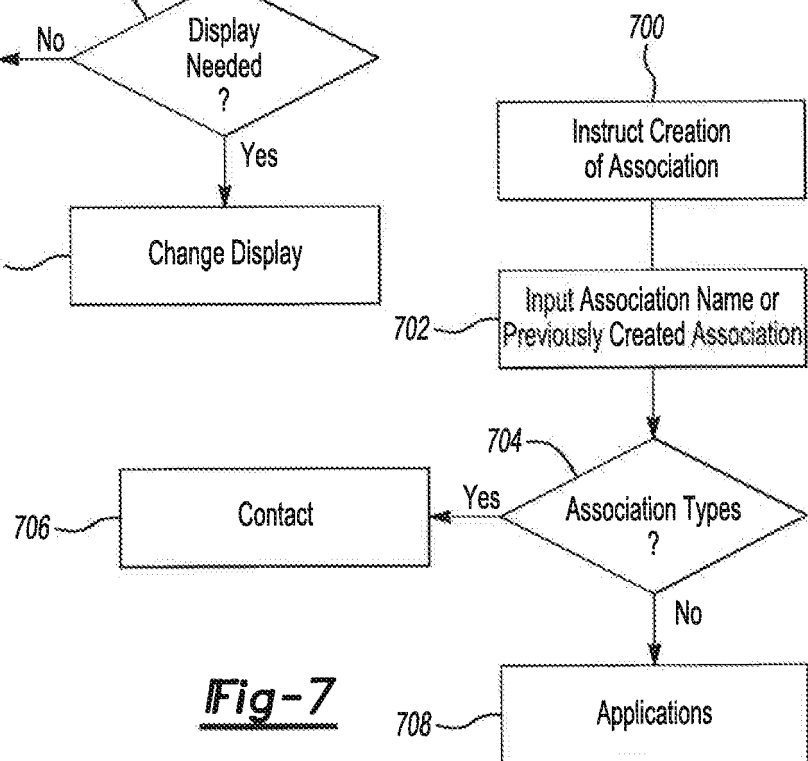 No
Display
Needed
?
Yes
Change Display
700
Instruct Creation
of Association
702
Input Association Name or
Previously Created Association
704
Association Types
?
Yes
706
Contact
No
708
Applications
Fig-7